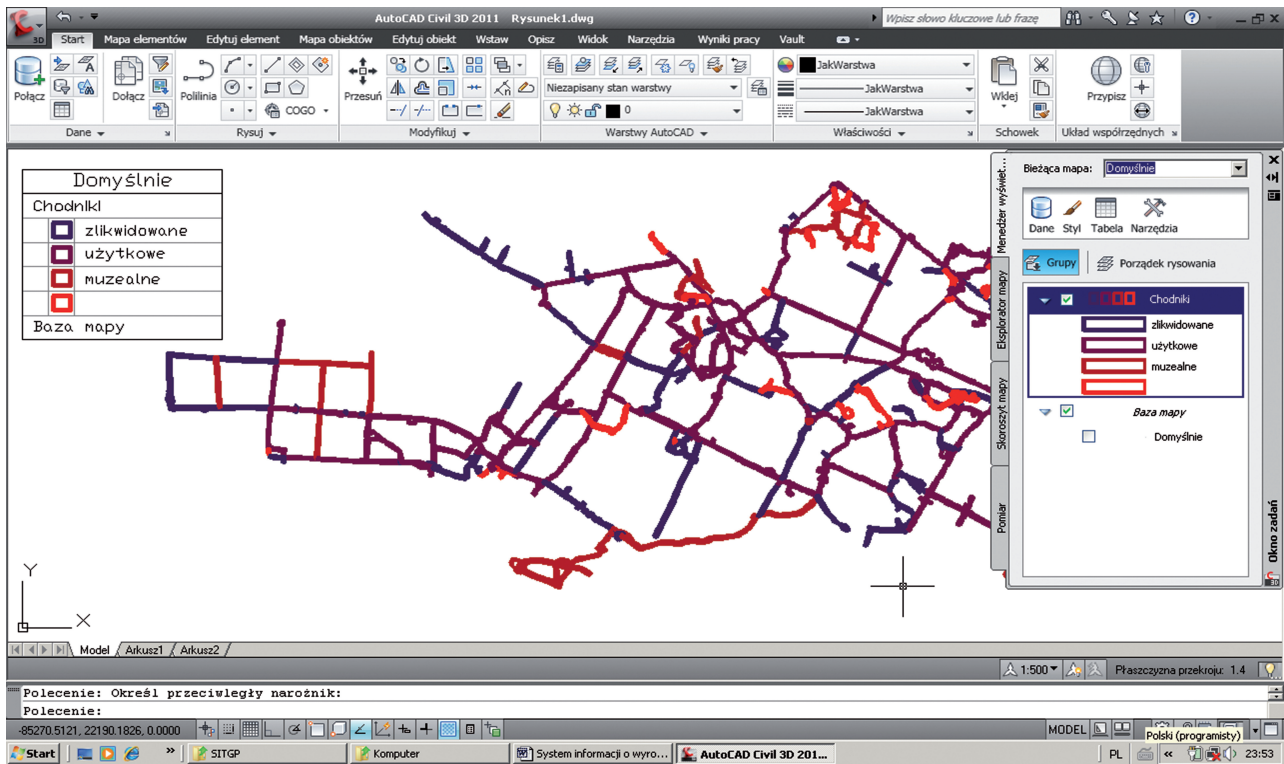 AutoCAD Civil 3D 2011 Rysunek1.dwg
Wpisz słowo kluczowe lub frazę
3D
Start Mapa elementów Edytuj element Mapa obiektów Edytuj obiekt Wstaw Opisz Widok Narzędzia Wyniki pracy Vault
Połącz
Dołącz
Polilinia
COGO
Przesuń
Niezapisany stan warstwy
0
JakWarstwa
JakWarstwa
JakWarstwa
Wklej
Przypisz
Dane
Rysuj
Modyfikuj
Warstwy AutoCAD
Właściwości
Schowek
Układ współrzędnych
Domyślnie
Chodniki
zlikwidowane
użytkowe
muzealne
Baza mapy
Y
X
Menedżer wyświet...
Eksplorator mapy
Skoroszyt map
Pomiar
Bieżąca mapa: Domyślnie
Dane Styl Tabela Narzędzia
Grupy Porządek rysowania
Chodniki
zlikwidowane
użytkowe
muzealne
Baza mapy
Domyślnie
Okno zadań
Model Arkusz1 Arkusz2
1:500 Płaszczyzna przekroju: 1.4
Polecenie: Określ przeciwległy narożnik:
Polecenie:
-85270.5121, 22190.1826, 0.0000
MODEL
Polski (programisty)
Start » SITGP Komputer System informacji o wyro... AutoCAD Civil 3D 201... PL « 23:53